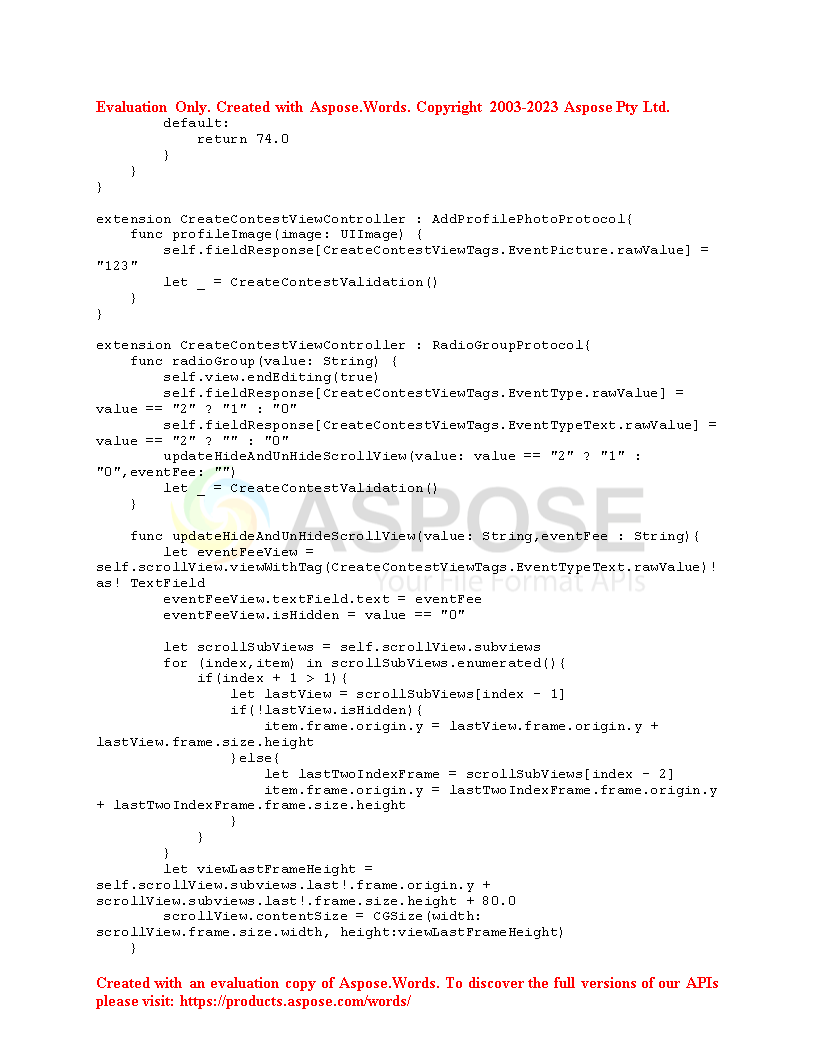 Evaluation Only. Created with Aspose.Words. Copyright 2003-2023 Aspose Pty Ltd.
        default:
            return 74.0
        }
    }
}

extension CreateContestViewController : AddProfilePhotoProtocol{
    func profileImage(image: UIImage) {
        self.fieldResponse[CreateContestViewTags.EventPicture.rawValue] =
"123"
        let _ = CreateContestValidation()
    }
}

extension CreateContestViewController : RadioGroupProtocol{
    func radioGroup(value: String) {
        self.view.endEditing(true)
        self.fieldResponse[CreateContestViewTags.EventType.rawValue] =
value == "2" ? "1" : "0"
        self.fieldResponse[CreateContestViewTags.EventTypeText.rawValue] =
value == "2" ? "" : "0"
        updateHideAndUnHideScrollView(value: value == "2" ? "1" :
"0",eventFee: "")
        let _ = CreateContestValidation()
    }
ASPOSE
    func updateHideAndUnHideScrollView(value: String,eventFee : String){
        let eventFeeView =
self.scrollView.viewWithTag(CreateContestViewTags.EventTypeText.rawValue)!
as! TextField
Your File Format APIs
        eventFeeView.textField.text = eventFee
        eventFeeView.isHidden = value == "0"

        let scrollSubViews = self.scrollView.subviews
        for (index,item) in scrollSubViews.enumerated(){
            if(index + 1 > 1){
                let lastView = scrollSubViews[index - 1]
                if(!lastView.isHidden){
                    item.frame.origin.y = lastView.frame.origin.y +
lastView.frame.size.height
                }else{
                    let lastTwoIndexFrame = scrollSubViews[index - 2]
                    item.frame.origin.y = lastTwoIndexFrame.frame.origin.y
+ lastTwoIndexFrame.frame.size.height
                }
            }
        }
        let viewLastFrameHeight =
self.scrollView.subviews.last!.frame.origin.y +
scrollView.subviews.last!.frame.size.height + 80.0
        scrollView.contentSize = CGSize(width:
scrollView.frame.size.width, height:viewLastFrameHeight)
    }

Created with an evaluation copy of Aspose.Words. To discover the full versions of our APIs
please visit: https://products.aspose.com/words/